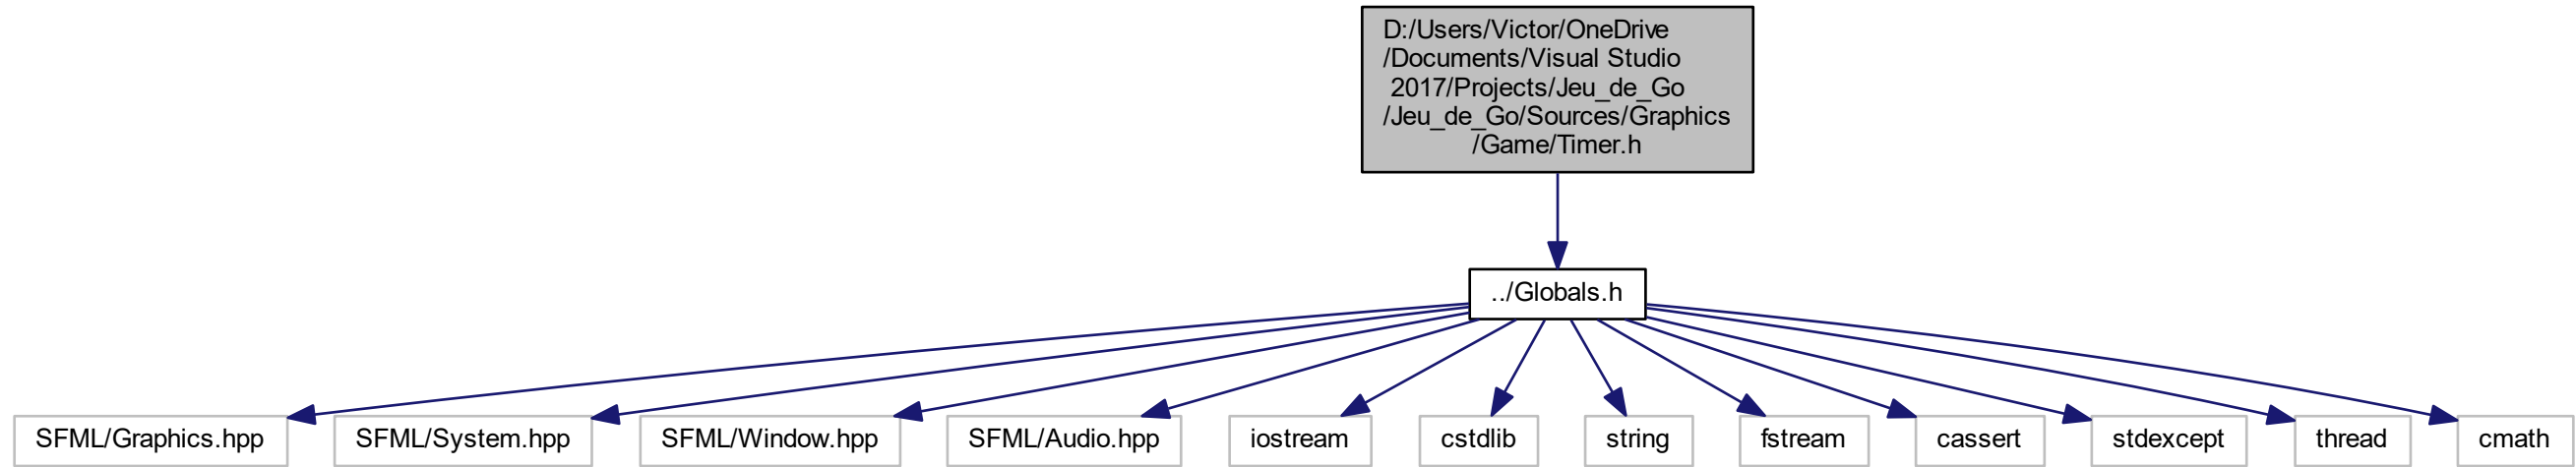 D:/Users/Victor/OneDrive
/Documents/Visual Studio
2017/Projects/Jeu_de_Go
/Jeu_de_Go/Sources/Graphics
/Game/Timer.h
../Globals.h
SFML/Graphics.hpp
SFML/System.hpp
SFML/Window.hpp
SFML/Audio.hpp
iostream
cstdlib
string
fstream
cassert
stdexcept
thread
cmath